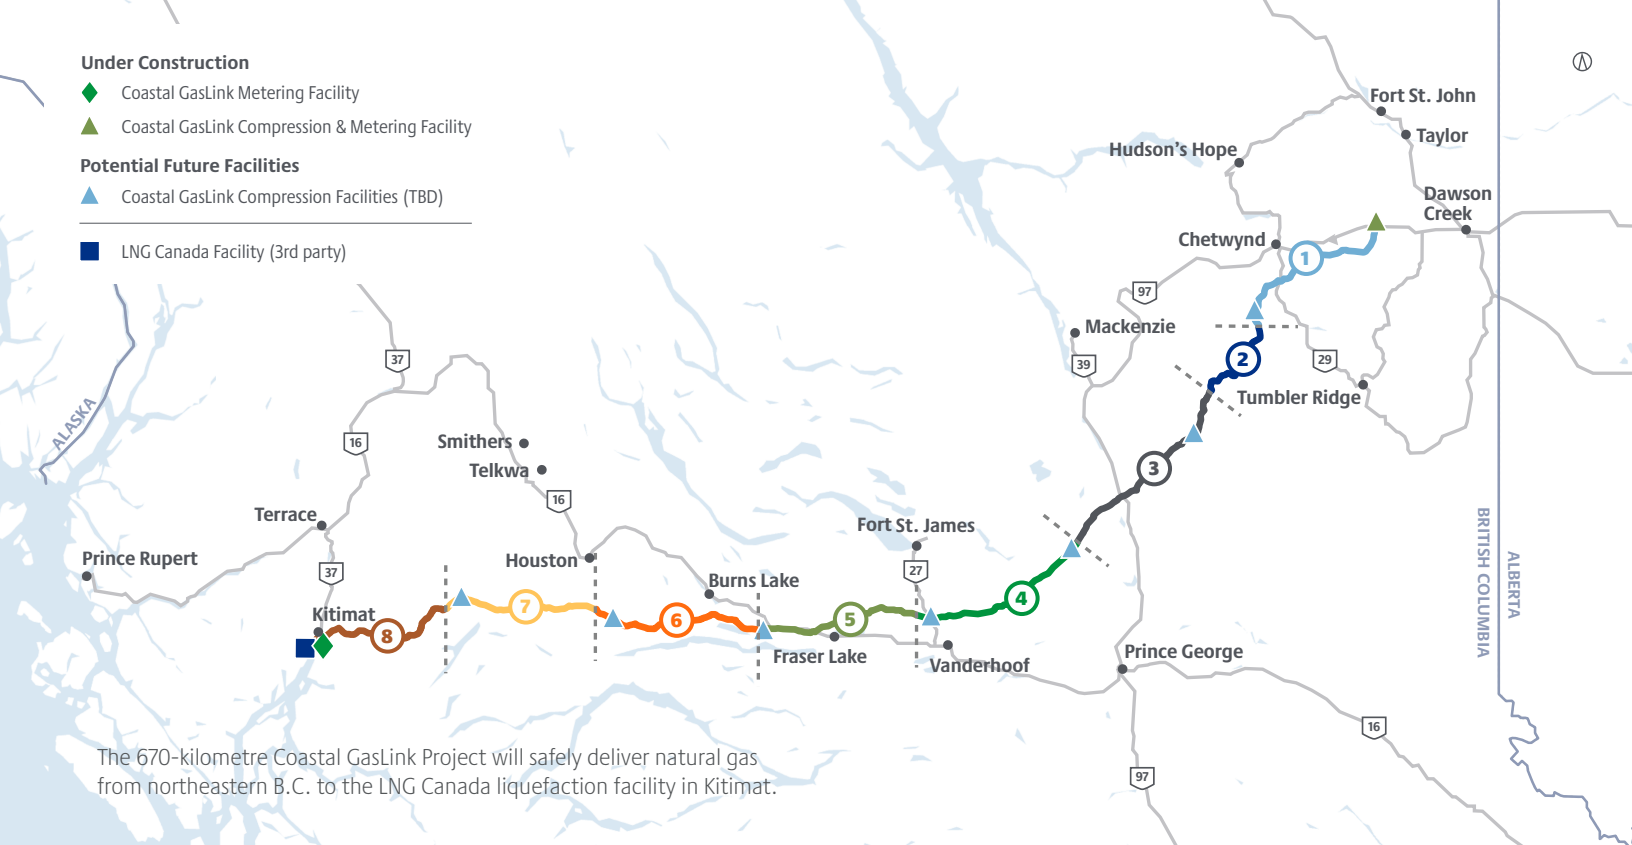 Under Construction
Coastal GasLink Metering Facility
Coastal GasLink Compression & Metering Facility
Potential Future Facilities
Coastal GasLink Compression Facilities (TBD)
LNG Canada Facility (3rd party)
Fort St. John
Taylor
Hudson's Hope
Dawson
Creek
Chetwynd
1
97
Mackenzie
39
2
29
Tumbler Ridge
37
ALASKA
16
Smithers
Telkwa
16
3
Terrace
Fort St. James
BRITISH COLUMBIA
ALBERTA
Prince Rupert
37
Houston
27
Burns Lake
4
Kitimat
8
7
6
5
Fraser Lake
Vanderhoof
Prince George
16
97
The 670-kilometre Coastal GasLink Project will safely deliver natural gas
from northeastern B.C. to the LNG Canada liquefaction facility in Kitimat.